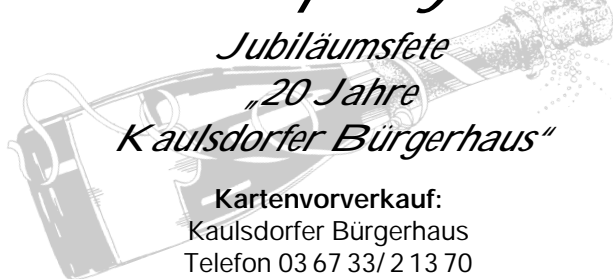 Jubiläumsfete
„20 Jahre
Kaulsdorfer Bürgerhaus“
Kartenvorverkauf:
Kaulsdorfer Bürgerhaus
Telefon 03 67 33/ 2 13 70